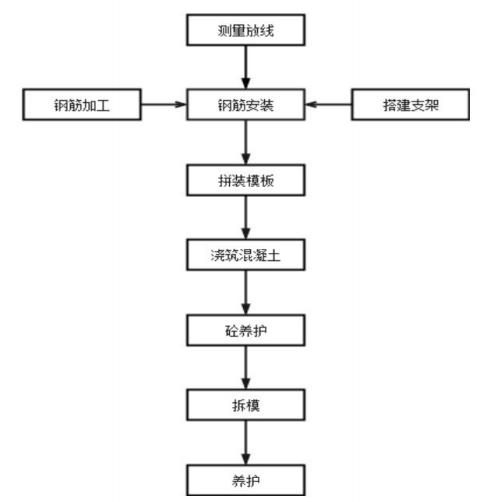 测量放线
钢筋加工
钢筋安装
搭建支架
拼装模板
浇筑混凝土
砼养护
拆模
养护